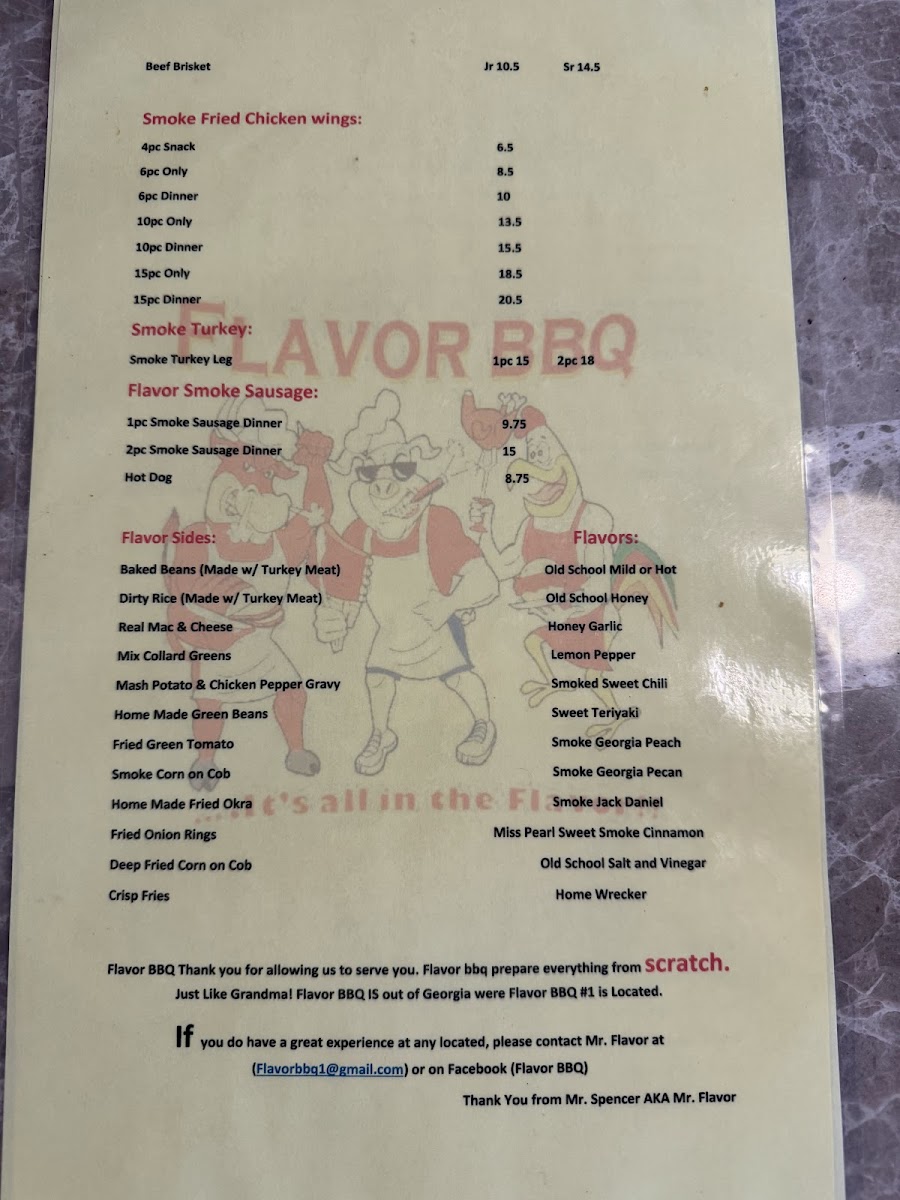 Beef Brisket Jr 10.5 Sr 14.5
Smoke Fried Chicken wings:
4pc Snack 6.5
6pc Only 8.5
6pc Dinner 10
10pc Only 13.5
10pc Dinner 15.5
15pc Only 18.5
15pc Dinner 20.5
FLAVOR BBQ
Smoke Turkey:
Smoke Turkey Leg 1pc 15 2pc 18
Flavor Smoke Sausage:
1pc Smoke Sausage Dinner 9.75
2pc Smoke Sausage Dinner 15
Hot Dog 8.75
Flavor Sides: Flavors:
Baked Beans (Made w/ Turkey Meat) Old School Mild or Hot
Dirty Rice (Made w/ Turkey Meat) Old School Honey
Real Mac & Cheese Honey Garlic
Mix Collard Greens Lemon Pepper
Mash Potato & Chicken Pepper Gravy Smoked Sweet Chili
Home Made Green Beans Sweet Teriyaki
Fried Green Tomato Smoke Georgia Peach
Smoke Corn on Cob Smoke Georgia Pecan
Home Made Fried Okra Smoke Jack Daniel
....It's all in the Flavor
Fried Onion Rings Miss Pearl Sweet Smoke Cinnamon
Deep Fried Corn on Cob Old School Salt and Vinegar
Crisp Fries Home Wrecker
Flavor BBQ Thank you for allowing us to serve you. Flavor bbq prepare everything from scratch.
Just Like Grandma! Flavor BBQ IS out of Georgia were Flavor BBQ #1 is Located.
If you do have a great experience at any located, please contact Mr. Flavor at
(Flavorbbq1@gmail.com) or on Facebook (Flavor BBQ)
Thank You from Mr. Spencer AKA Mr. Flavor